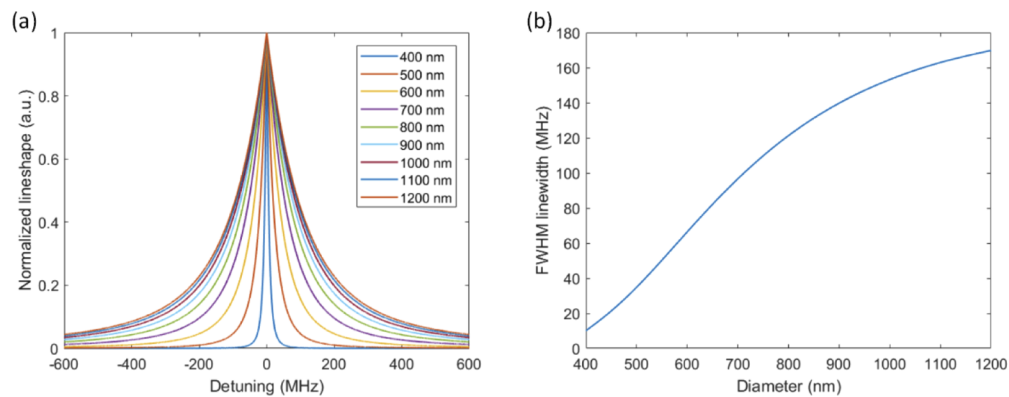 (a)
1
0.8
0.6
0.4
0.2
0
Normalized lineshape (a.u.)
-600
-400
-200
0
200
400
600
Detuning (MHz)
400 nm
500 nm
600 nm
700 nm
800 nm
900 nm
1000 nm
1100 nm
1200 nm
(b)
180
160
140
120
100
80
60
40
20
0
FWHM linewidth (MHz)
400
500
600
700
800
900
1000
1100
1200
Diameter (nm)